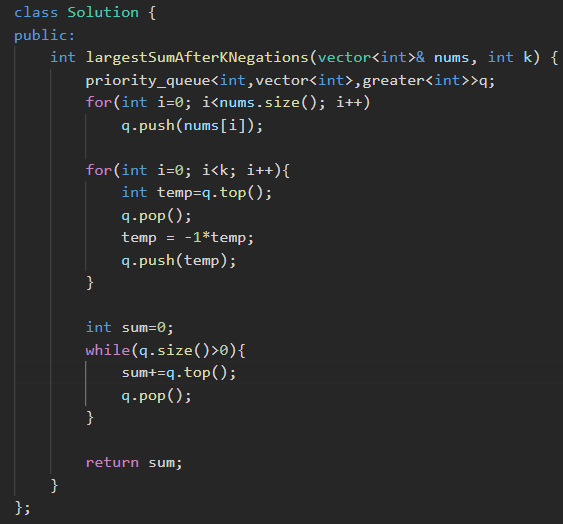 class Solution {
public:
    int largestSumAfterKNegations(vector<int>& nums, int k) {
        priority_queue<int,vector<int>,greater<int>>q;
        for(int i=0; i<nums.size(); i++)
            q.push(nums[i]);

        for(int i=0; i<k; i++){
            int temp=q.top();
            q.pop();
            temp = -1*temp;
            q.push(temp);
        }

        int sum=0;
        while(q.size()>0){
            sum+=q.top();
            q.pop();
        }

        return sum;
    }
};